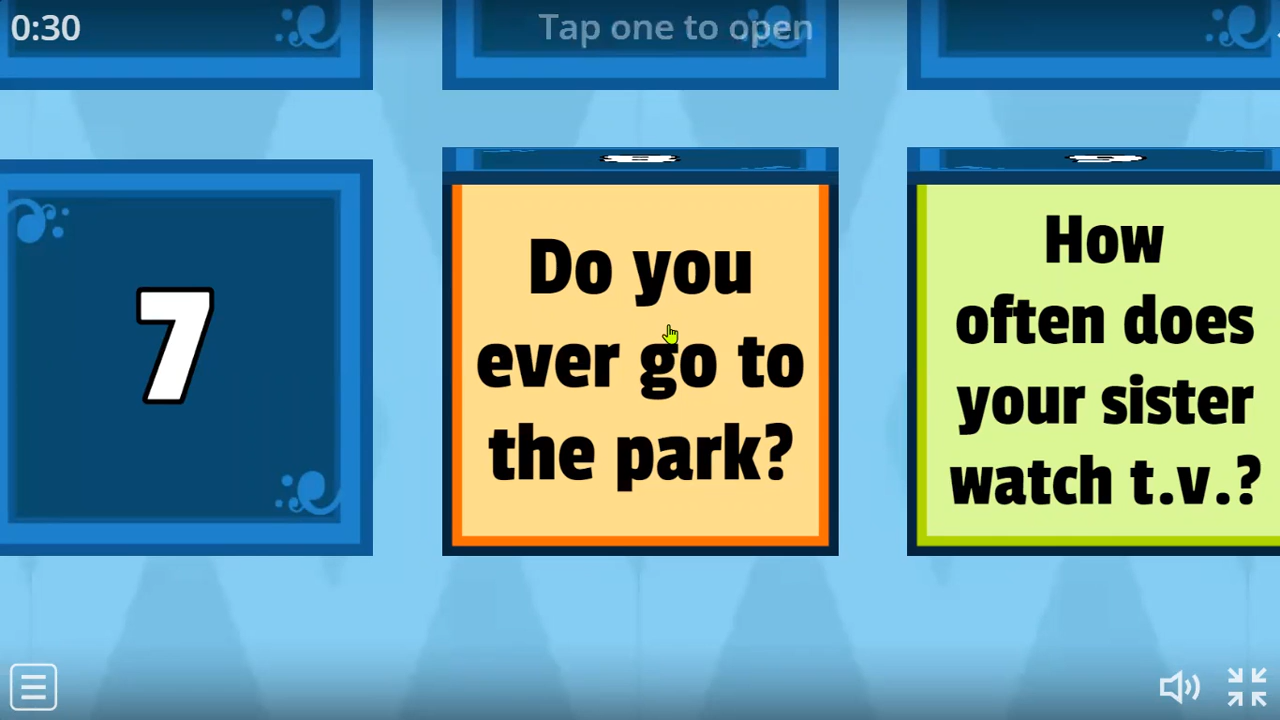 0:30
Tap one to open
7
Do you
ever go to
the park?
How
often does
your sister
watch t.v.?